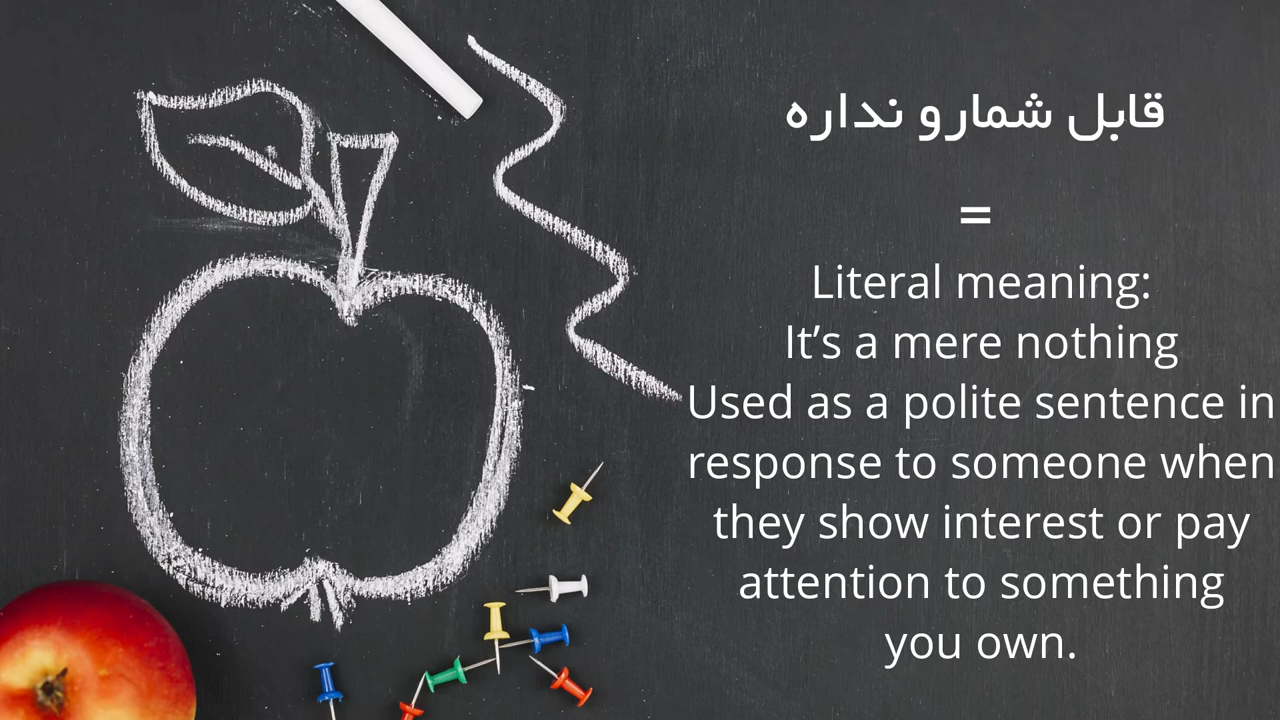 قابل شمارو نداره
=
Literal meaning:
It’s a mere nothing
Used as a polite sentence in
response to someone when
they show interest or pay
attention to something
you own.